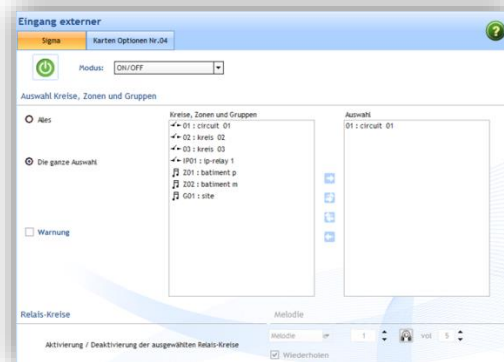 Eingang externer
Sigma
Karten Optionen Nr.04
Modus:
ON/OFF
Auswahl Kreise, Zonen und Gruppen
Alles
Die ganze Auswahl
Warnung
Kreise, Zonen und Gruppen
01 : circuit 01
02 : kreis 02
03 : kreis 03
IP01 : ip-relay 1
Z01 : batiment p
Z02 : batiment m
G01 : site
Auswahl
01 : circuit 01
Relais-Kreise
Aktivierung / Deaktivierung der ausgewählten Relais-Kreise
Melodie
Melodie
1
vol
5
Wiederholen